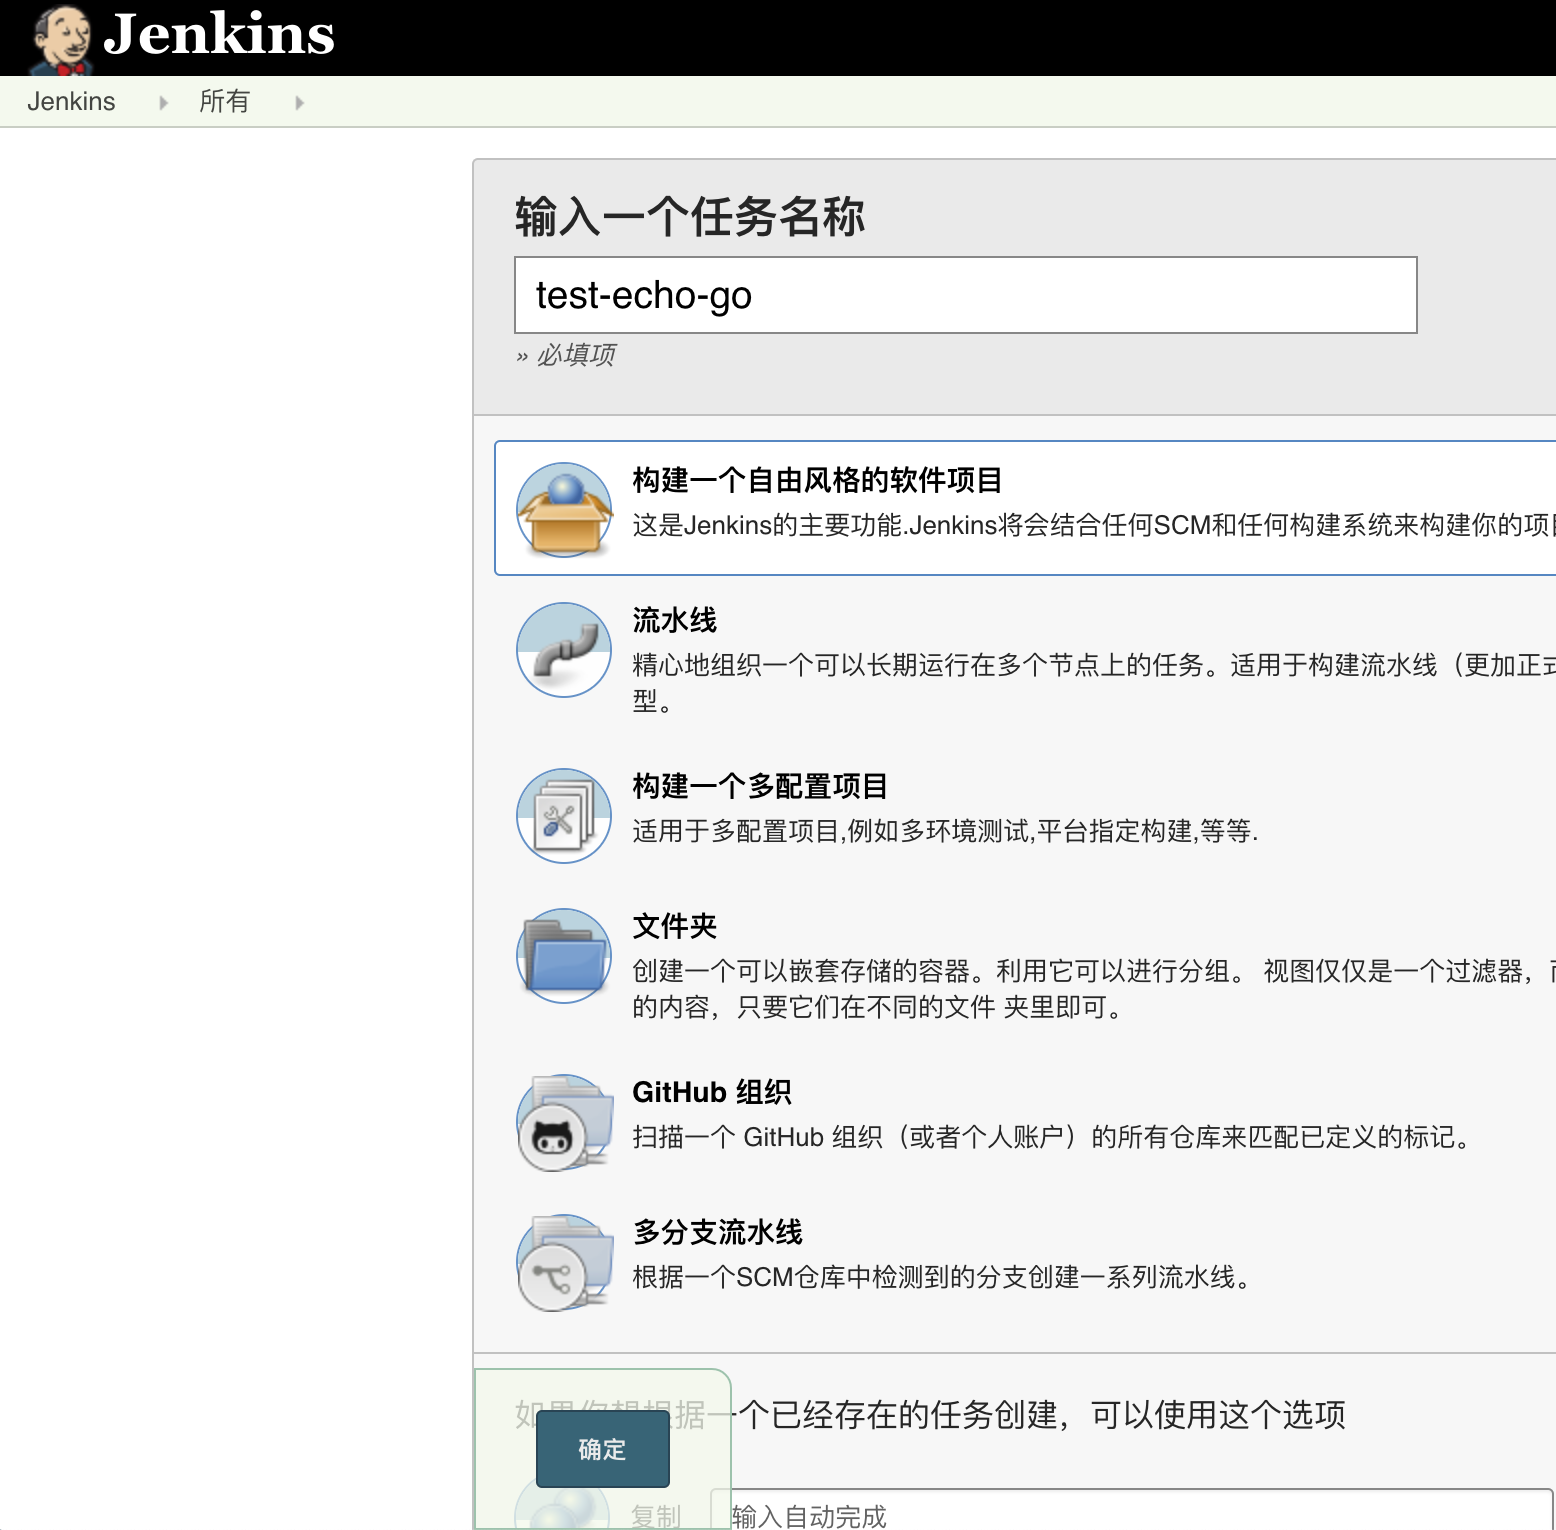 Jenkins
Jenkins 所有
输入一个任务名称
test-echo-go
» 必填项
构建一个自由风格的软件项目
这是Jenkins的主要功能.Jenkins将会结合任何SCM和任何构建系统来构建你的项目
流水线
精心地组织一个可以长期运行在多个节点上的任务。适用于构建流水线（更加正式
型。
构建一个多配置项目
适用于多配置项目,例如多环境测试,平台指定构建,等等.
文件夹
创建一个可以嵌套存储的容器。利用它可以进行分组。 视图仅仅是一个过滤器，而
的内容，只要它们在不同的文件 夹里即可。
GitHub 组织
扫描一个 GitHub 组织（或者个人账户）的所有仓库来匹配已定义的标记。
多分支流水线
根据一个SCM仓库中检测到的分支创建一系列流水线。
如果你想根据一个已经存在的任务创建，可以使用这个选项
确定
复制 输入自动完成